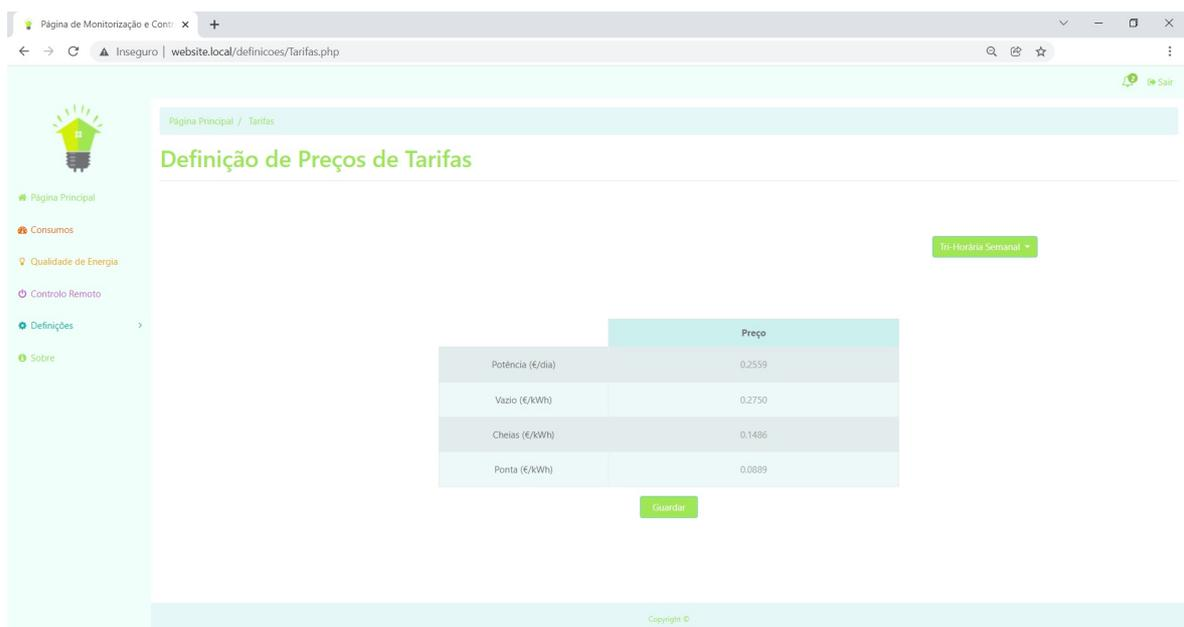 Página de Monitorização e Contr
Inseguro | website.local/definicoes/Tarifas.php
2 Sair
Página Principal / Tarifas
Definição de Preços de Tarifas
Página Principal
Consumos
Qualidade de Energia
Controlo Remoto
Definições
Sobre
Tri-Horária Semanal
Preço
Potência (€/dia) 0.2559
Vazio (€/kWh) 0.2750
Cheias (€/kWh) 0.1486
Ponta (€/kWh) 0.0889
Guardar
Copyright ©